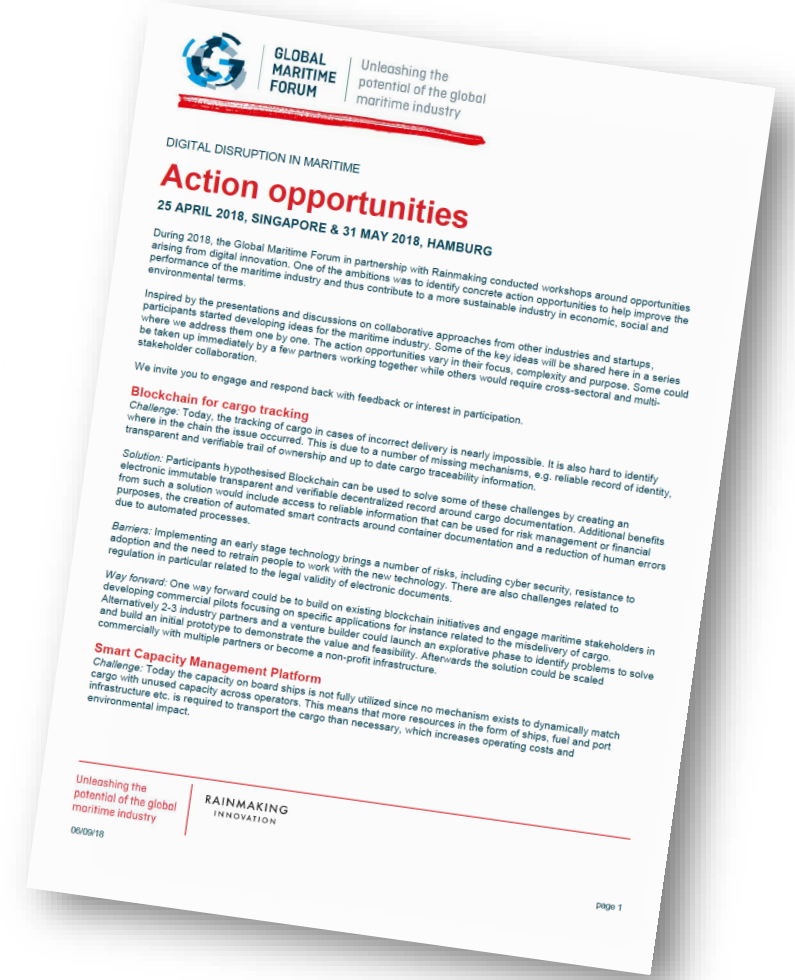 GLOBAL
MARITIME
FORUM
Unleashing the
potential of the global
maritime industry
DIGITAL DISRUPTION IN MARITIME
Action opportunities
25 APRIL 2018, SINGAPORE & 31 MAY 2018, HAMBURG
During 2018, the Global Maritime Forum in partnership with Rainmaking conducted workshops around opportunities
arising from digital innovation. One of the ambitions was to identify concrete action opportunities to help improve the
performance of the maritime industry and thus contribute to a more sustainable industry in economic, social and
environmental terms.
Inspired by the presentations and discussions on collaborative approaches from other industries and startups,
participants started developing ideas for the maritime industry. Some of the key ideas will be shared here in a series
where we address them one by one. The action opportunities vary in their focus, complexity and purpose. Some could
be taken up immediately by a few partners working together while others would require cross-sectoral and multi-
stakeholder collaboration.
We invite you to engage and respond back with feedback or interest in participation.
Blockchain for cargo tracking
Challenge: Today, the tracking of cargo in cases of incorrect delivery is nearly impossible. It is also hard to identify
where in the chain the issue occurred. This is due to a number of missing mechanisms, e.g. reliable record of identity,
transparent and verifiable trail of ownership and up to date cargo traceability information.
Solution: Participants hypothesised Blockchain can be used to solve some of these challenges by creating an
electronic immutable transparent and verifiable decentralized record around cargo documentation. Additional benefits
from such a solution would include access to reliable information that can be used for risk management or financial
purposes, the creation of automated smart contracts around container documentation and a reduction of human errors
due to automated processes.
Barriers: Implementing an early stage technology brings a number of risks, including cyber security, resistance to
adoption and the need to retrain people to work with the new technology. There are also challenges related to
regulation in particular related to the legal validity of electronic documents.
Way forward: One way forward could be to build on existing blockchain initiatives and engage maritime stakeholders in
developing commercial pilots focusing on specific applications for instance related to the misdelivery of cargo.
Alternatively 2-3 industry partners and a venture builder could launch an explorative phase to identify problems to solve
and build an initial prototype to demonstrate the value and feasibility. Afterwards the solution could be scaled
commercially with multiple partners or become a non-profit infrastructure.
Smart Capacity Management Platform
Challenge: Today the capacity on board ships is not fully utilized since no mechanism exists to dynamically match
cargo with unused capacity across operators. This means that more resources in the form of ships, fuel and port
infrastructure etc. is required to transport the cargo than necessary, which increases operating costs and
environmental impact.
Unleashing the
potential of the global
maritime industry
RAINMAKING
INNOVATION
06/09/18
page 1